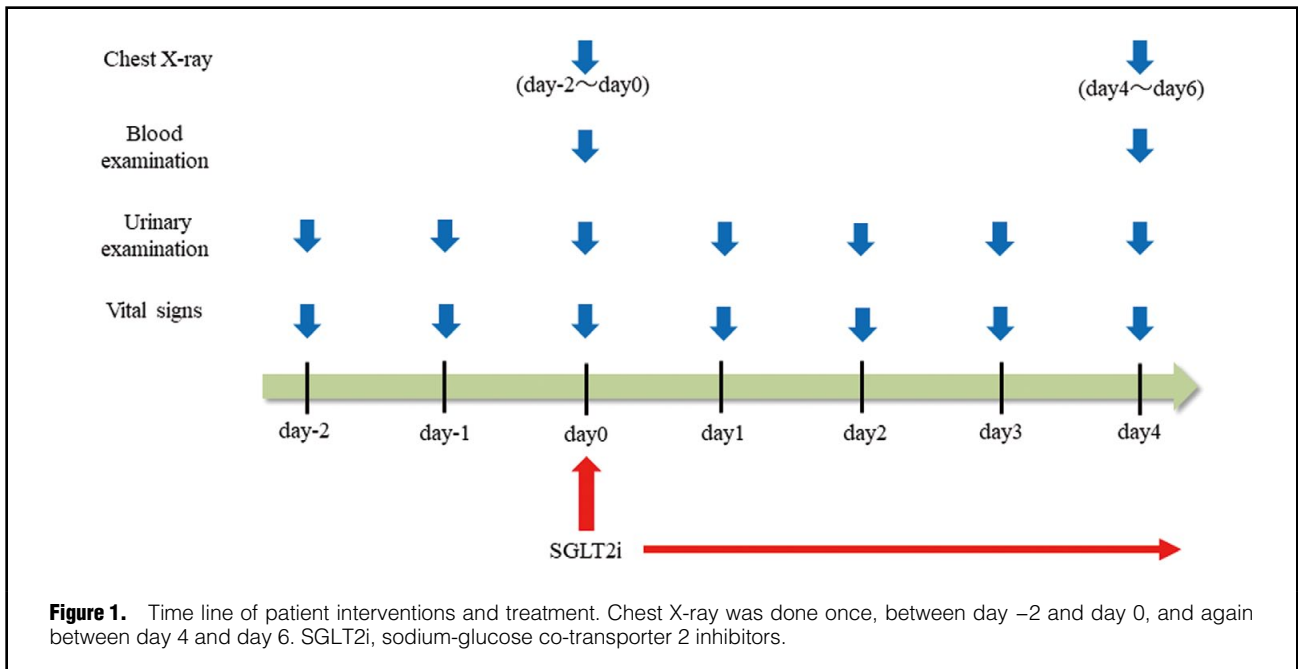 Chest X-ray
(day-2～day0)
(day4～day6)
Blood
examination
Urinary
examination
Vital signs
day-2
day-1
day0
day1
day2
day3
day4
SGLT2i
Figure 1. Time line of patient interventions and treatment. Chest X-ray was done once, between day −2 and day 0, and again
between day 4 and day 6. SGLT2i, sodium-glucose co-transporter 2 inhibitors.